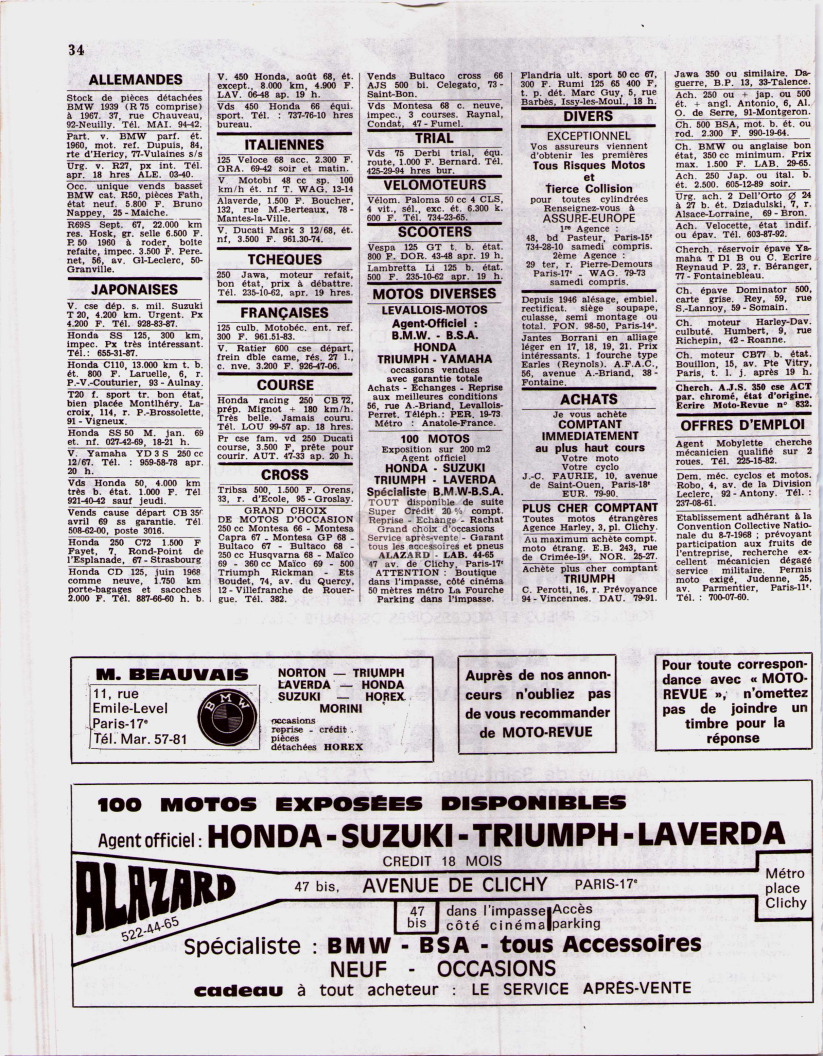 34
ALLEMANDES
Stock de pièces détachées
BMW 1939 (R 75 comprise)
à 1967. 37, rue Chauveau,
92-Neuilly. Tél. MAI. 94-42.
Part. v. BMW parf. ét.
1960, mot. ref. Dupuis, 84,
rte d'Hericy, 77-Vulaines s/s
Urg. v. R27, px int. Tél.
apr. 18 hres ALE. 03-40.
Occ. unique vends basset
BMW cat. R50, pièces Fath,
état neuf. 5.800 F. Bruno
Nappey, 25 - Maiche.
R69S Sept. 67, 22.000 km
res. Hosk, gr. selle 6.500 F.
P. 50 1960 à roder, boîte
refaite, impec. 3.500 F. Pere-
net, 56, av. Gl-Leclerc, 50-
Granville.
JAPONAISES
V. cse dép. s. mil. Suzuki
T 20, 4.200 km. Urgent. Px
4.200 F. Tél. 928-83-87.
Honda SS 125, 300 km,
impec. Px très intéressant.
Tél.: 655-31-87.
Honda C110, 13.000 km t. b.
ét. 800 F. Laruelle, 6, av.
P.-V.-Couturier, 93 - Aulnay.
T20 f. sport tr. bon état,
bien placée Montlhéry. La-
croix, 114, r. P.-Brossolette,
91 - Vigneux.
Honda SS 50 M. jan. 69
et. nf. 027-42-69, 18-21 h.
V. Yamaha YD 3 S 250 cc
12/67. Tél. : 959-58-78 apr.
20 h.
Vds Honda 50, 4.000 km
très b. état. 1.000 F. Tél
921-40-42 sauf jeudi.
Vends cause départ CB 35
avril 69 ss garantie. Tél
508-62-00, poste 3016.
Honda 250 C72 1.500 F
Fayet, 7, Rond-Point de
l'Esplanade, 67 - Strasbourg
Honda CD 125, juin 1968
comme neuve, 1.750 km
porte-bagages et sacoches
2.000 F. Tél. 887-66-60 h. b.
V. 450 Honda, août 68, ét.
except., 8.000 km, 4.900 F.
LAV. 06-48 ap. 19 h.
Vds 450 Honda 66 équi.
sport. Tél. : 737-76-10 hres
bureau.
ITALIENNES
125 Veloce 68 acc. 2.300 F.
GRA. 69-42 soir et matin.
V. Motobi 48 cc sp. 100
km/h ét. nf T. WAG. 13-14
Alaverde, 1.500 F. Boucher,
132, rue M.-Berteaux, 78 -
Mantes-la-Ville.
V. Ducati Mark 3 12/68, ét.
nf, 3.500 F. 961.30-74.
TCHEQUES
250 Jawa, moteur refait,
bon état, prix à débattre.
Tél. 235-10-62, apr. 19 hres.
FRANÇAISES
125 culb. Motobéc. ent. ref.
300 F. 961.51-83.
V. Ratier 600 cse départ,
frein dble came, rés. 27 l.,
c. nve. 3.200 F. 926-47-06.
COURSE
Honda racing 250 CB 72,
prép. Mignot + 180 km/h.
Très belle. Jamais couru.
Tél. LOU 99-57 ap. 18 hres.
Pr cse fam. vd 250 Ducati
course, 3.500 F, prête pour
courir. AUT. 47-33 ap. 20 h.
CROSS
Tribsa 500, 1.500 F. Orens,
33, r. d'Ecole, 95 - Groslay.
GRAND CHOIX
DE MOTOS D'OCCASION
250 cc Montesa 66 - Montesa
Capra 67 - Montesa GP 68 -
Bultaco 67 - Bultaco 68 -
250 cc Husqvarna 68 - Maïco
69 - 360 cc Maïco 69 - 500
Triumph Rickman - Ets
Boudet, 74, av. du Quercy,
12 - Villefranche de Rouer-
gue. Tél. 382.
Vends Bultaco cross 66
AJS 500 bi. Celegato, 73 -
Saint-Bon.
Vds Montesa 68 c. neuve,
impec., 3 courses. Raynal,
Condat, 47 - Fumel.
TRIAL
Vds 75 Derbi trial, équ.
route, 1.000 F. Bernard. Tél.
425-29-94 hres bur.
VELOMOTEURS
Vélom. Paloma 50 cc 4 CLS,
4 vit., sél., exc. ét. 6.300 k.
600 F. Tél. 734-23-65.
SCOOTERS
Vespa 125 GT t. b. état.
800 F. DOR. 43-48 apr. 19 h.
Lambretta Li 125 b. état.
500 F. 235-10-62 apr. 19 h.
MOTOS DIVERSES
LEVALLOIS-MOTOS
Agent-Officiel :
B.M.W. - B.S.A.
HONDA
TRIUMPH - YAMAHA
occasions vendues
avec garantie totale
Achats - Echanges - Reprise
aux meilleures conditions
56, rue A.-Briand, Levallois-
Perret. Téléph. : PER. 19-73
Métro : Anatole-France.
100 MOTOS
Exposition sur 200 m2
Agent officiel
HONDA - SUZUKI
TRIUMPH - LAVERDA
Spécialiste B.M.W-B.S.A.
TOUT disponible de suite
Super Crédit 20 % compt.
Reprise - Echange - Rachat
Grand choix d'occasions
Service après-vente - Garant
tous les accessoires et pneus
ALAZARD - LAB. 44-65
47 av. de Clichy, Paris-17e
ATTENTION : Boutique
dans l'impasse, côté cinéma
50 mètres métro La Fourche
Parking dans l'impasse.
Flandria ult. sport 50 cc 67,
300 F. Rumi 125 65 400 F,
t. p. dét. Marc Guy, 5, rue
Barbès, Issy-les-Moul., 18 h.
DIVERS
EXCEPTIONNEL
Vos assureurs viennent
d'obtenir les premières
Tous Risques Motos
et
Tierce Collision
pour toutes cylindrées
Renseignez-vous à
ASSURE-EUROPE
1re Agence :
48, bd Pasteur, Paris-15e
734-28-10 samedi compris.
2ème Agence :
29 ter, r. Pierre-Demours
Paris-17e - WAG. 79-73
samedi compris.
Depuis 1946 alésage, embiel.
rectificat. siège soupape,
culasse, semi montage ou
total. FON. 98-50, Paris-14e.
Jantes Borrani en alliage
léger en 17, 18, 19, 21. Prix
intéressants. 1 fourche type
Earles (Reynols). A.F.A.C.,
56, avenue A.-Briand, 38 -
Fontaine.
ACHATS
Je vous achète
COMPTANT
IMMEDIATEMENT
au plus haut cours
Votre moto
Votre cyclo
J.-C. FAURIE, 10, avenue
de Saint-Ouen, Paris-18e
EUR. 79-90.
PLUS CHER COMPTANT
Toutes motos étrangères
Agence Harley, 3, pl. Clichy.
Au maximum achète compt.
moto étrang. E.B. 243, rue
de Crimée-19e. NOR. 25-27.
Achète plus cher comptant
TRIUMPH
C. Perotti, 16, r. Prévoyance
94 - Vincennes. DAU. 79-91.
Jawa 350 ou similaire. Da-
guerre, B.P. 13, 33-Talence.
Ach. 250 ou + jap. ou 500
ét. + angl. Antonio, 6, Al.
O. de Serre, 91-Montgeron.
Ch. 500 BSA, mot. b. ét. ou
rod. 2.300 F. 990-19-64.
Ch. BMW ou anglaise bon
état, 350 cc minimum. Prix
max. 1.500 F. LAB. 29-65.
Ach. 250 Jap. ou ital. b.
ét. 2.500. 605-12-89 soir.
Urg. ach. 2 Dell'Orto Ø 24
à 27 b. ét. Dziadulski, 7, r.
Alsace-Lorraine, 69 - Bron.
Ach. Velocette, état indif.
ou épav. Tél. 603-87-92.
Cherch. réservoir épave Ya-
maha T D1 B ou C. Ecrire
Reynaud P. 23, r. Béranger,
77 - Fontainebleau.
Ch. épave Dominator 500,
carte grise. Rey, 59, rue
S.-Lannoy, 59 - Somain.
Ch. moteur Harley-Dav.
culbuté. Humbert, 9, rue
Richepin, 42 - Roanne.
Ch. moteur CB77 b. état.
Bouillon, 15, av. Pte Vitry,
Paris, t. l. j. après 19 h.
Cherch. A.J.S. 350 cse ACT
par. chromé, état d'origine.
Ecrire Moto-Revue n° 832.
OFFRES D'EMPLOI
Agent Mobylette cherche
mécanicien qualifié sur 2
roues. Tél. 225-15-82.
Dem. méc. cyclos et motos.
Robo, 4, av. de la Division
Leclerc, 92 - Antony. Tél. :
237-08-61.
Etablissement adhérant à la
Convention Collective Natio-
nale du 8-7-1968 ; prévoyant
participation aux fruits de
l'entreprise, recherche ex-
cellent mécanicien dégagé
service militaire. Permis
moto exigé, Judenne, 25,
av. Parmentier, Paris-11e.
Tél. : 700-07-60.
M. BEAUVAIS
11, rue
Emile-Level
Paris-17e
Tél. Mar. 57-81
BMW
NORTON — TRIUMPH
LAVERDA — HONDA
SUZUKI — HOREX
MORINI
occasions
reprise - crédit
pièces
détachées HOREX
Auprès de nos annon-
ceurs n'oubliez pas
de vous recommander
de MOTO-REVUE
Pour toute correspon-
dance avec « MOTO-
REVUE », n'omettez
pas de joindre un
timbre pour la
réponse
100 MOTOS EXPOSÉES DISPONIBLES
Agent officiel : HONDA - SUZUKI - TRIUMPH - LAVERDA
CREDIT 18 MOIS
ALAZARD
522-44-65
47 bis, AVENUE DE CLICHY PARIS-17e
Métro
place
Clichy
47
bis
dans l'impasse
côté cinéma
Accès
parking
Spécialiste : BMW - BSA - tous Accessoires
NEUF - OCCASIONS
cadeau à tout acheteur : LE SERVICE APRÈS-VENTE